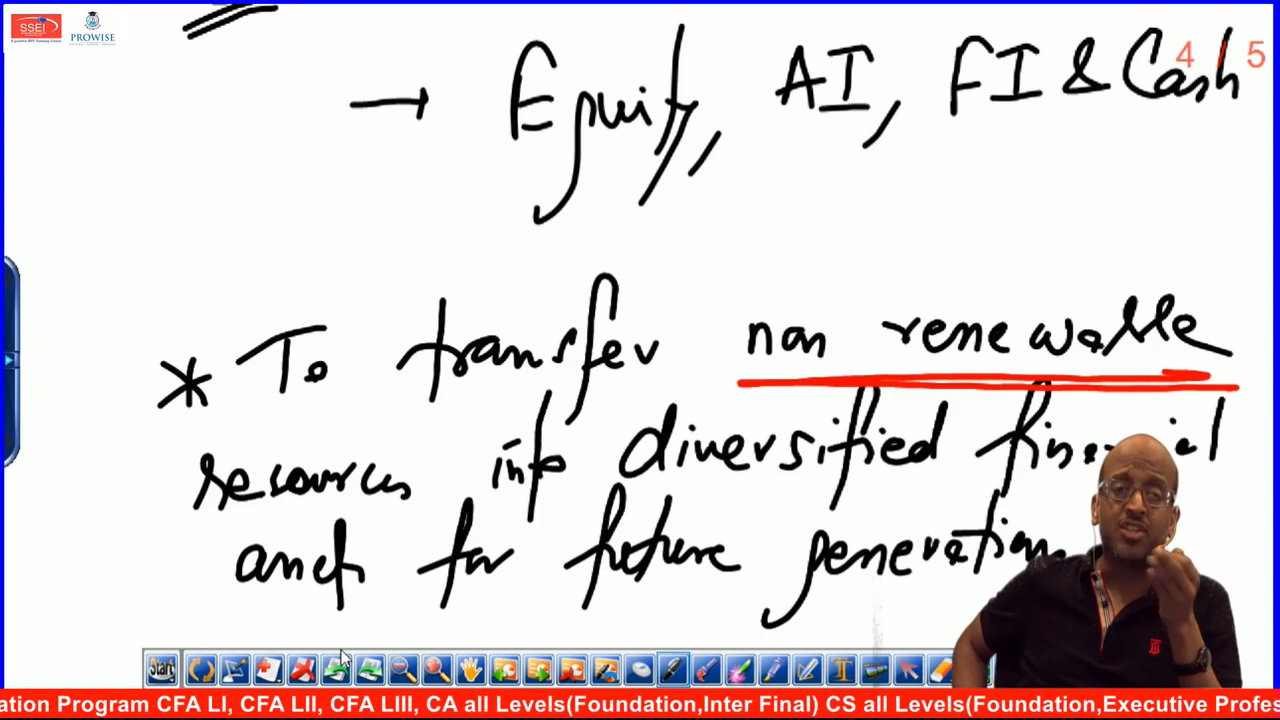 SSEI
PROWISE
4 / 5
→ Equity, AI, FI & Cash
* To transfer non renewable
resources into diversified
asset for future generation
Start
T
ation Program CFA LI, CFA LII, CFA LIII, CA all Levels(Foundation,Inter Final) CS all Levels(Foundation,Executive Profes